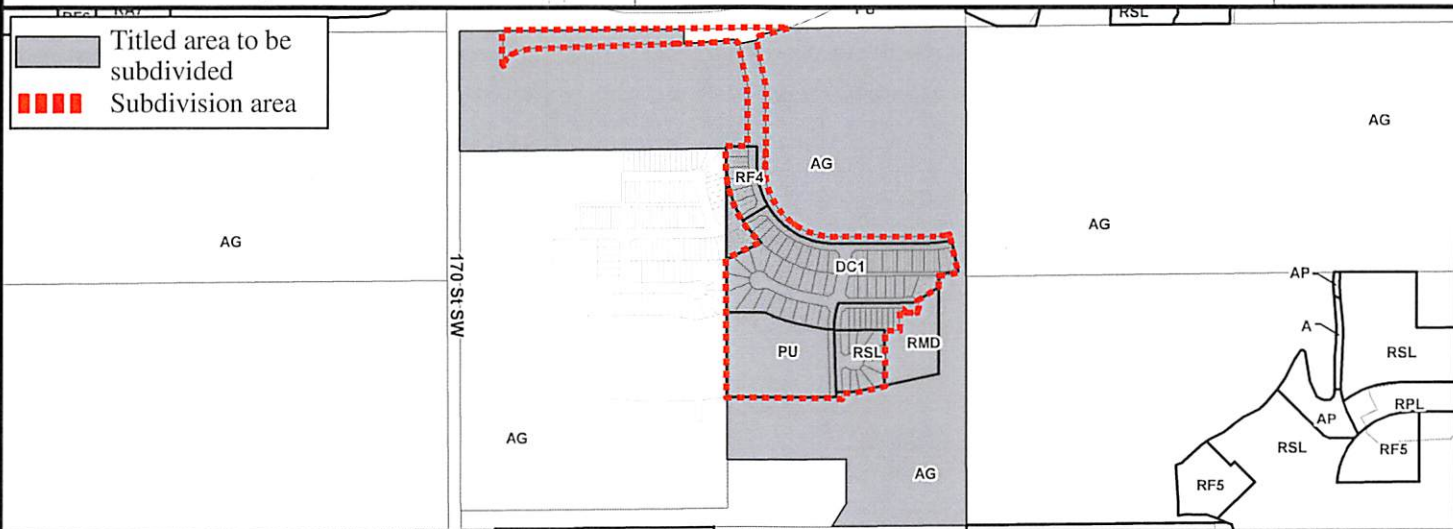 RSL
Titled area to be
subdivided
Subdivision area
AG
RF4
AG
AG
AG
170 St SW
DC1
AP
A
PU
RSL
RMD
RSL
AP
RPL
AG
RSL
RF5
AG
RF5